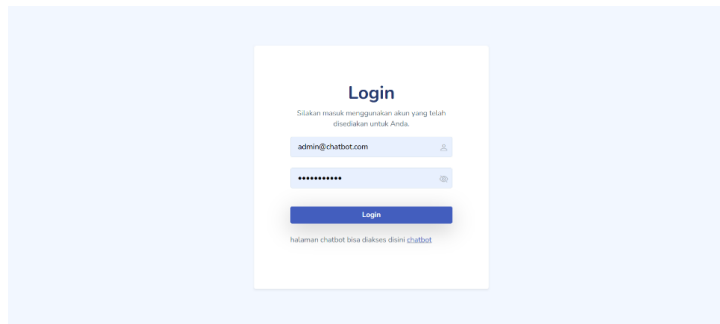 Login
Silakan masuk menggunakan akun yang telah
disediakan untuk Anda.
admin@chatbot.com
•••••••••••
Login
halaman chatbot bisa diakses disini chatbot